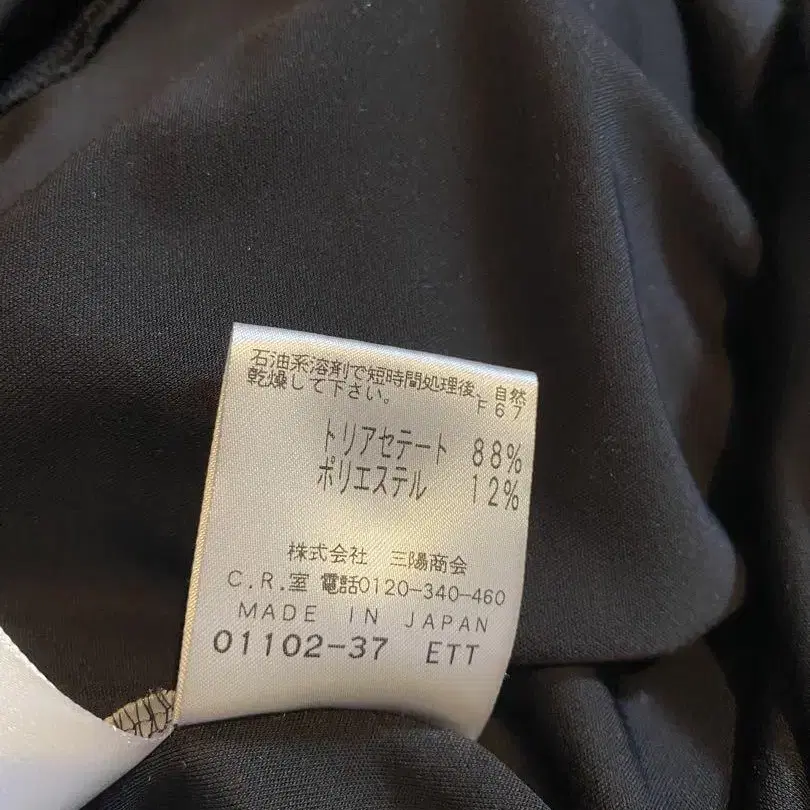 石油系溶剤で短時間処理後、自然
乾燥して下さい。 F67
トリアセテート 88%
ポリエステル 12%
株式会社 三陽商会
C.R.室 電話0120-340-460
MADE IN JAPAN
01102-37 ETT